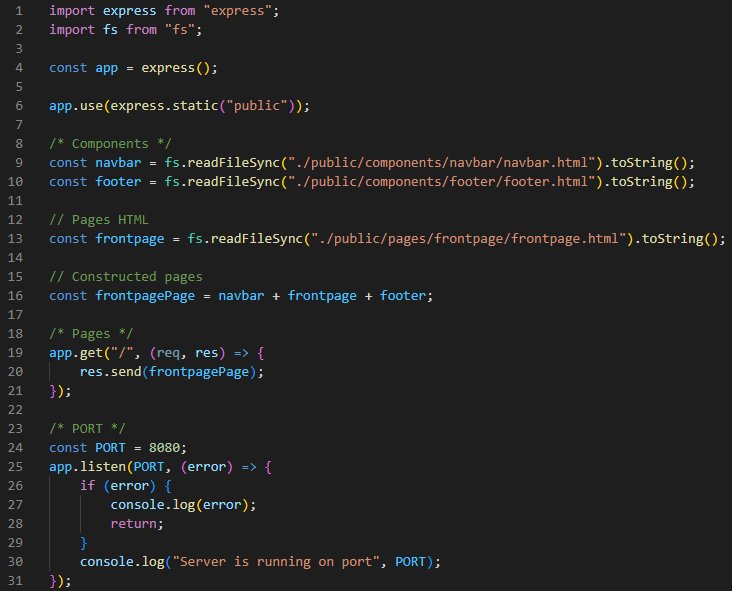 1 import express from "express";
2 import fs from "fs";
3
4 const app = express();
5
6 app.use(express.static("public"));
7
8 /* Components */
9 const navbar = fs.readFileSync("./public/components/navbar/navbar.html").toString();
10 const footer = fs.readFileSync("./public/components/footer/footer.html").toString();
11
12 // Pages HTML
13 const frontpage = fs.readFileSync("./public/pages/frontpage/frontpage.html").toString();
14
15 // Constructed pages
16 const frontpagePage = navbar + frontpage + footer;
17
18 /* Pages */
19 app.get("/", (req, res) => {
20     res.send(frontpagePage);
21 });
22
23 /* PORT */
24 const PORT = 8080;
25 app.listen(PORT, (error) => {
26     if (error) {
27         console.log(error);
28         return;
29     }
30     console.log("Server is running on port", PORT);
31 });